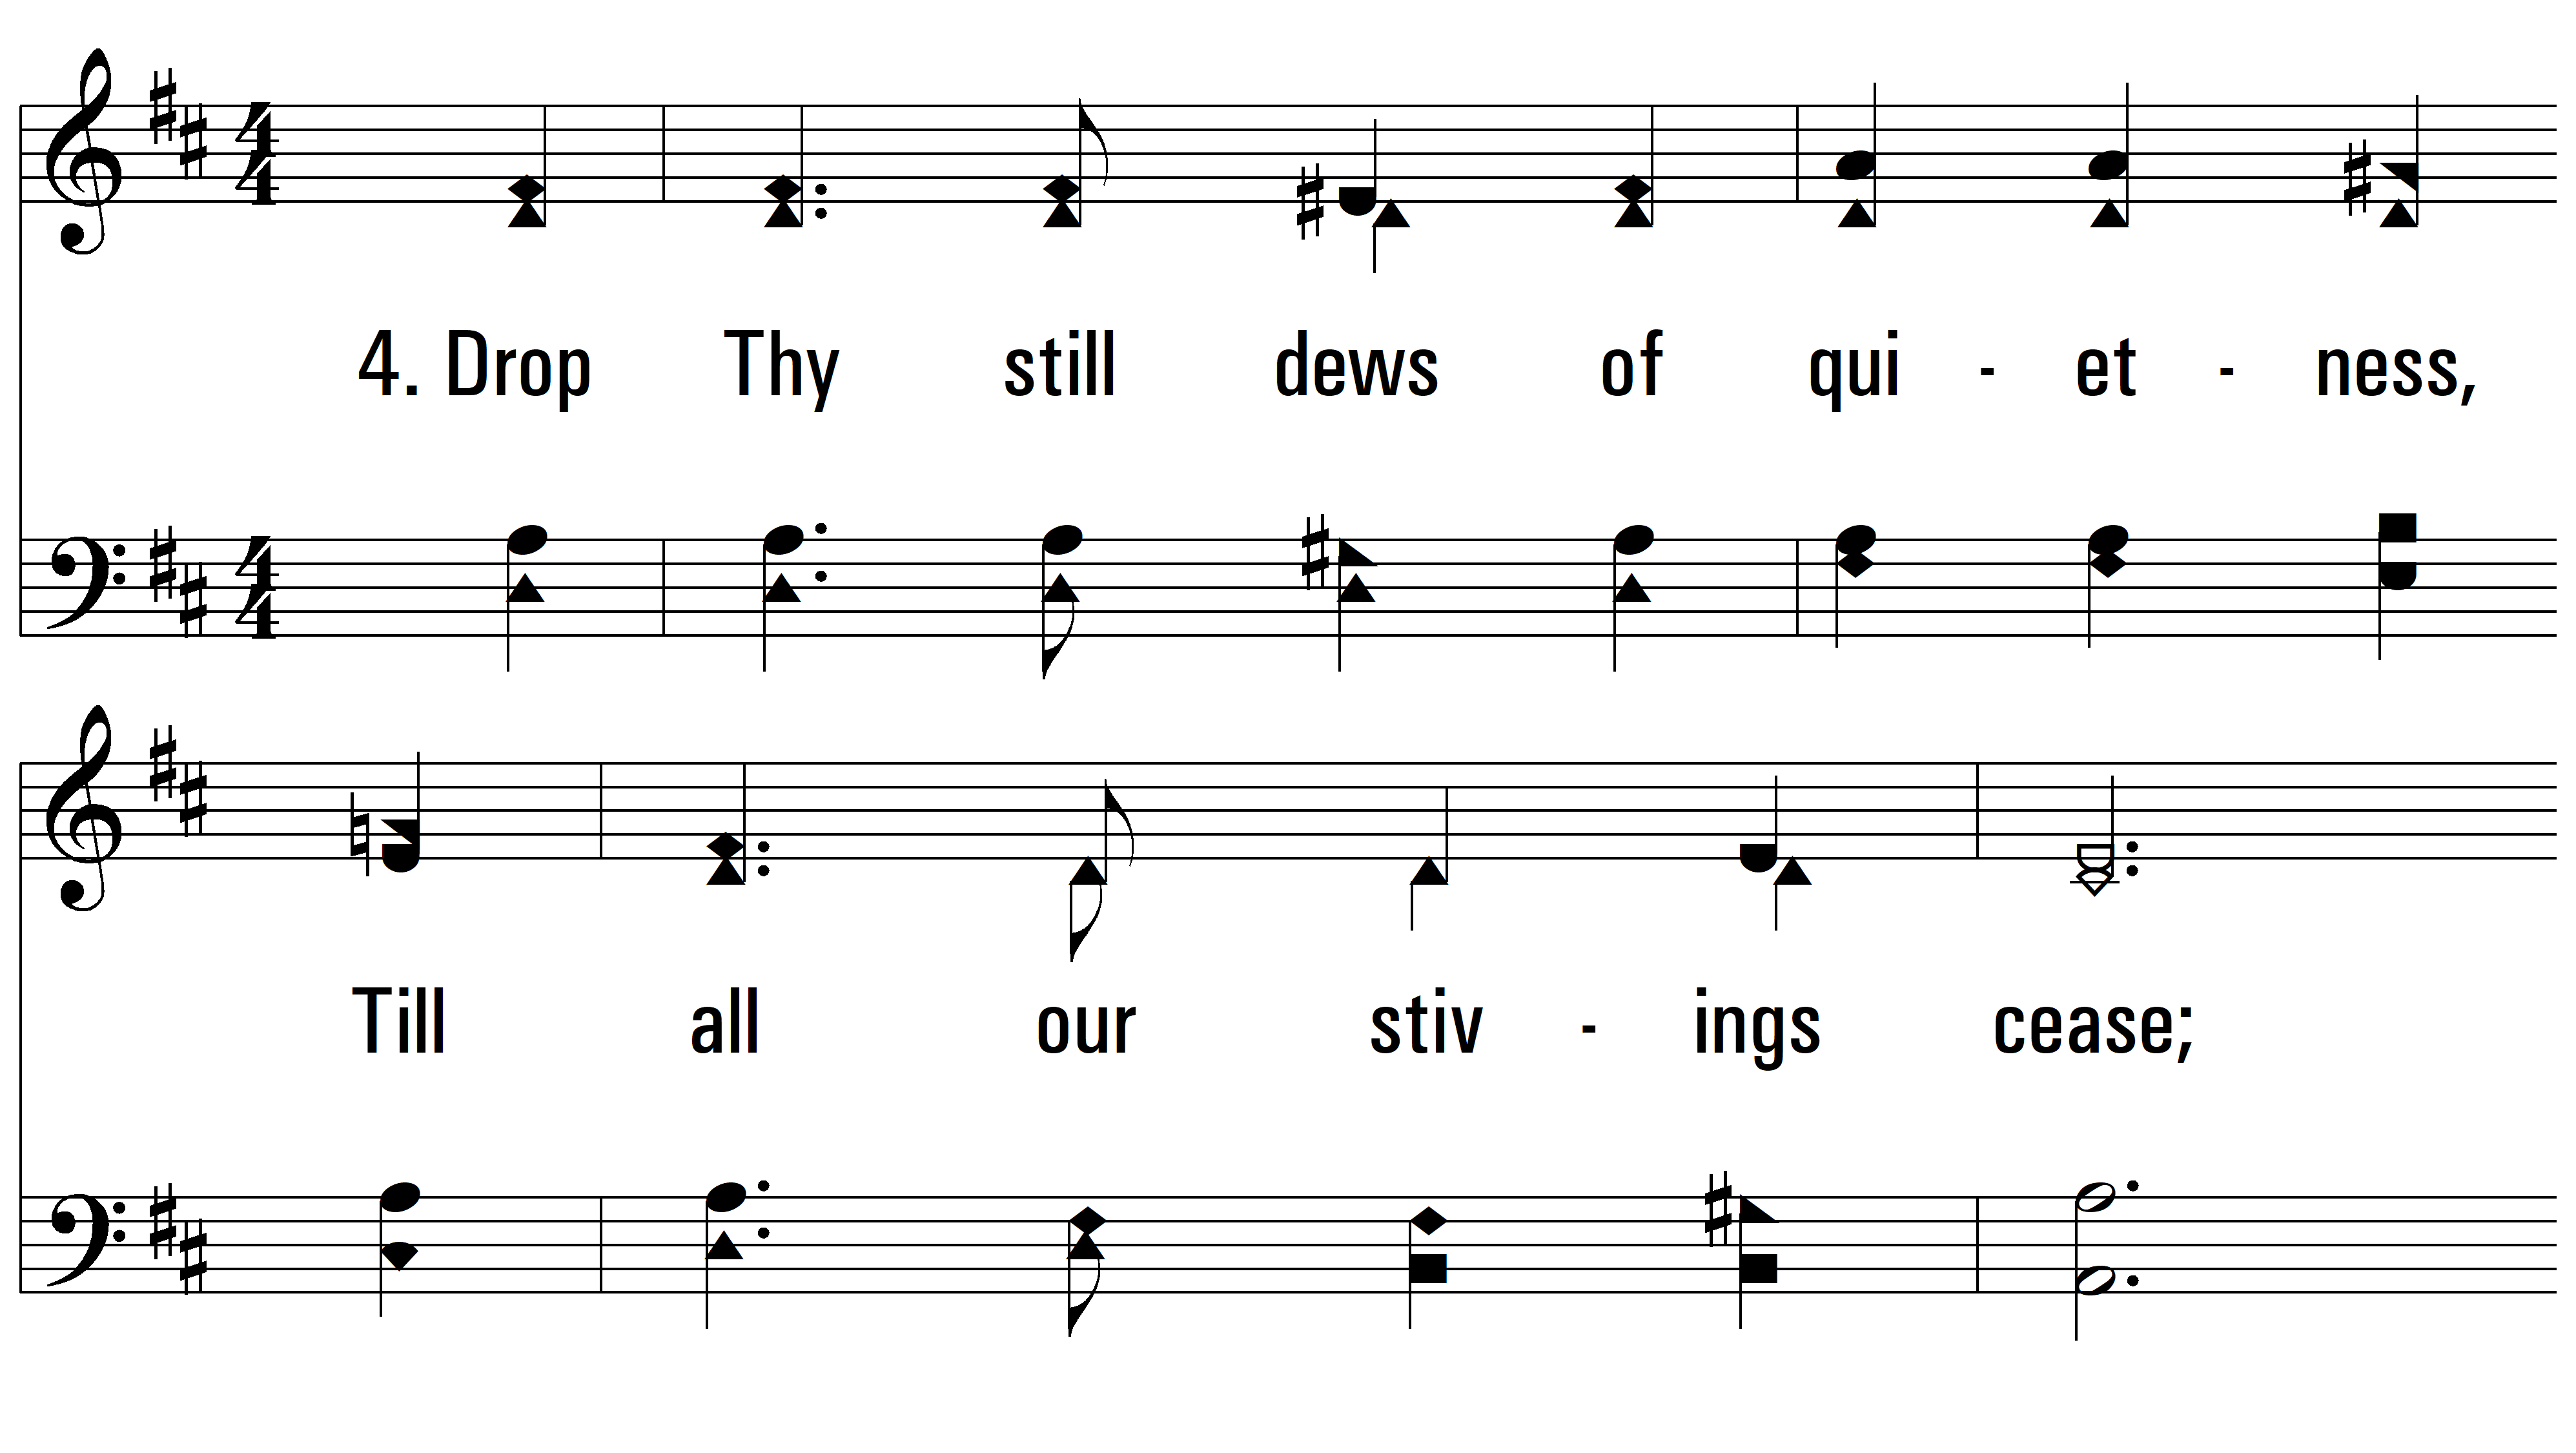 4. Drop Thy still dews of qui - et - ness,
Till all our stiv - ings cease;